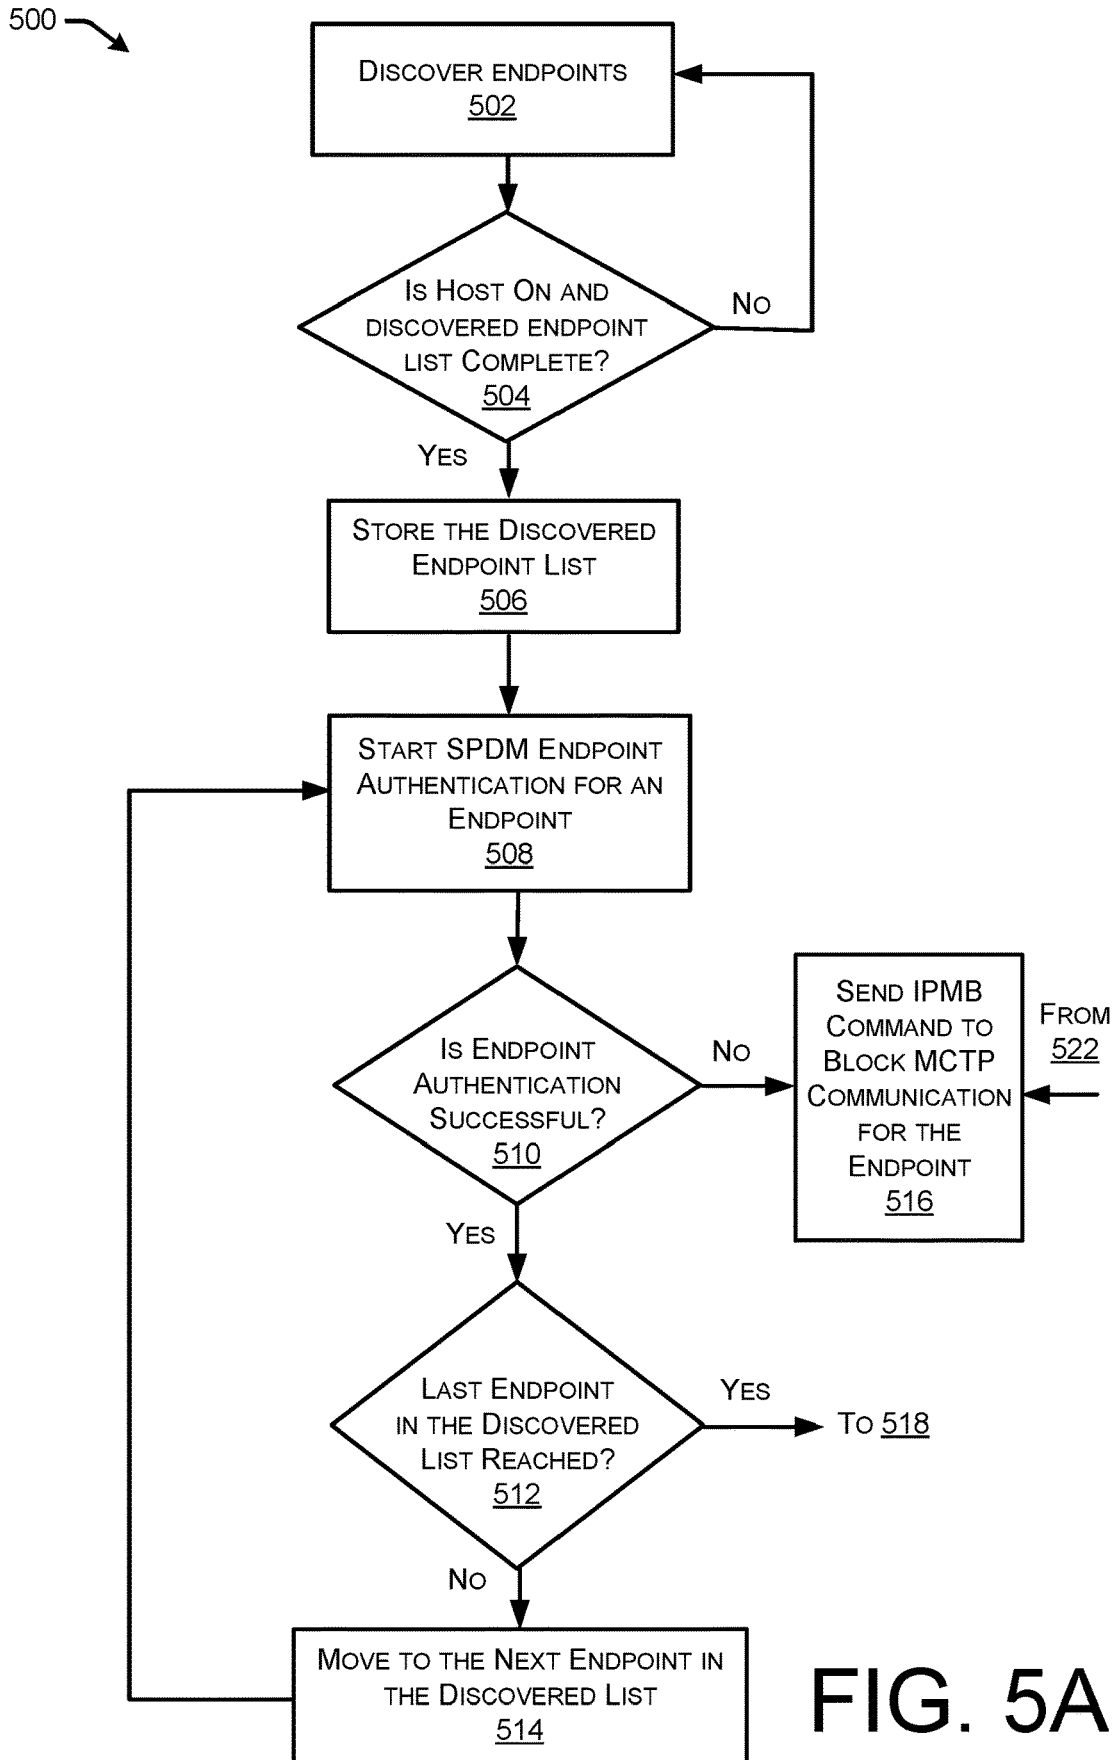 500
DISCOVER ENDPOINTS
502
IS HOST ON AND
DISCOVERED ENDPOINT
LIST COMPLETE?
504
NO
YES
STORE THE DISCOVERED
ENDPOINT LIST
506
START SPDM ENDPOINT
AUTHENTICATION FOR AN
ENDPOINT
508
IS ENDPOINT
AUTHENTICATION
SUCCESSFUL?
510
NO
SEND IPMB
COMMAND TO
BLOCK MCTP
COMMUNICATION
FOR THE
ENDPOINT
516
FROM
522
YES
LAST ENDPOINT
IN THE DISCOVERED
LIST REACHED?
512
YES
TO 518
NO
MOVE TO THE NEXT ENDPOINT IN
THE DISCOVERED LIST
514
FIG. 5A